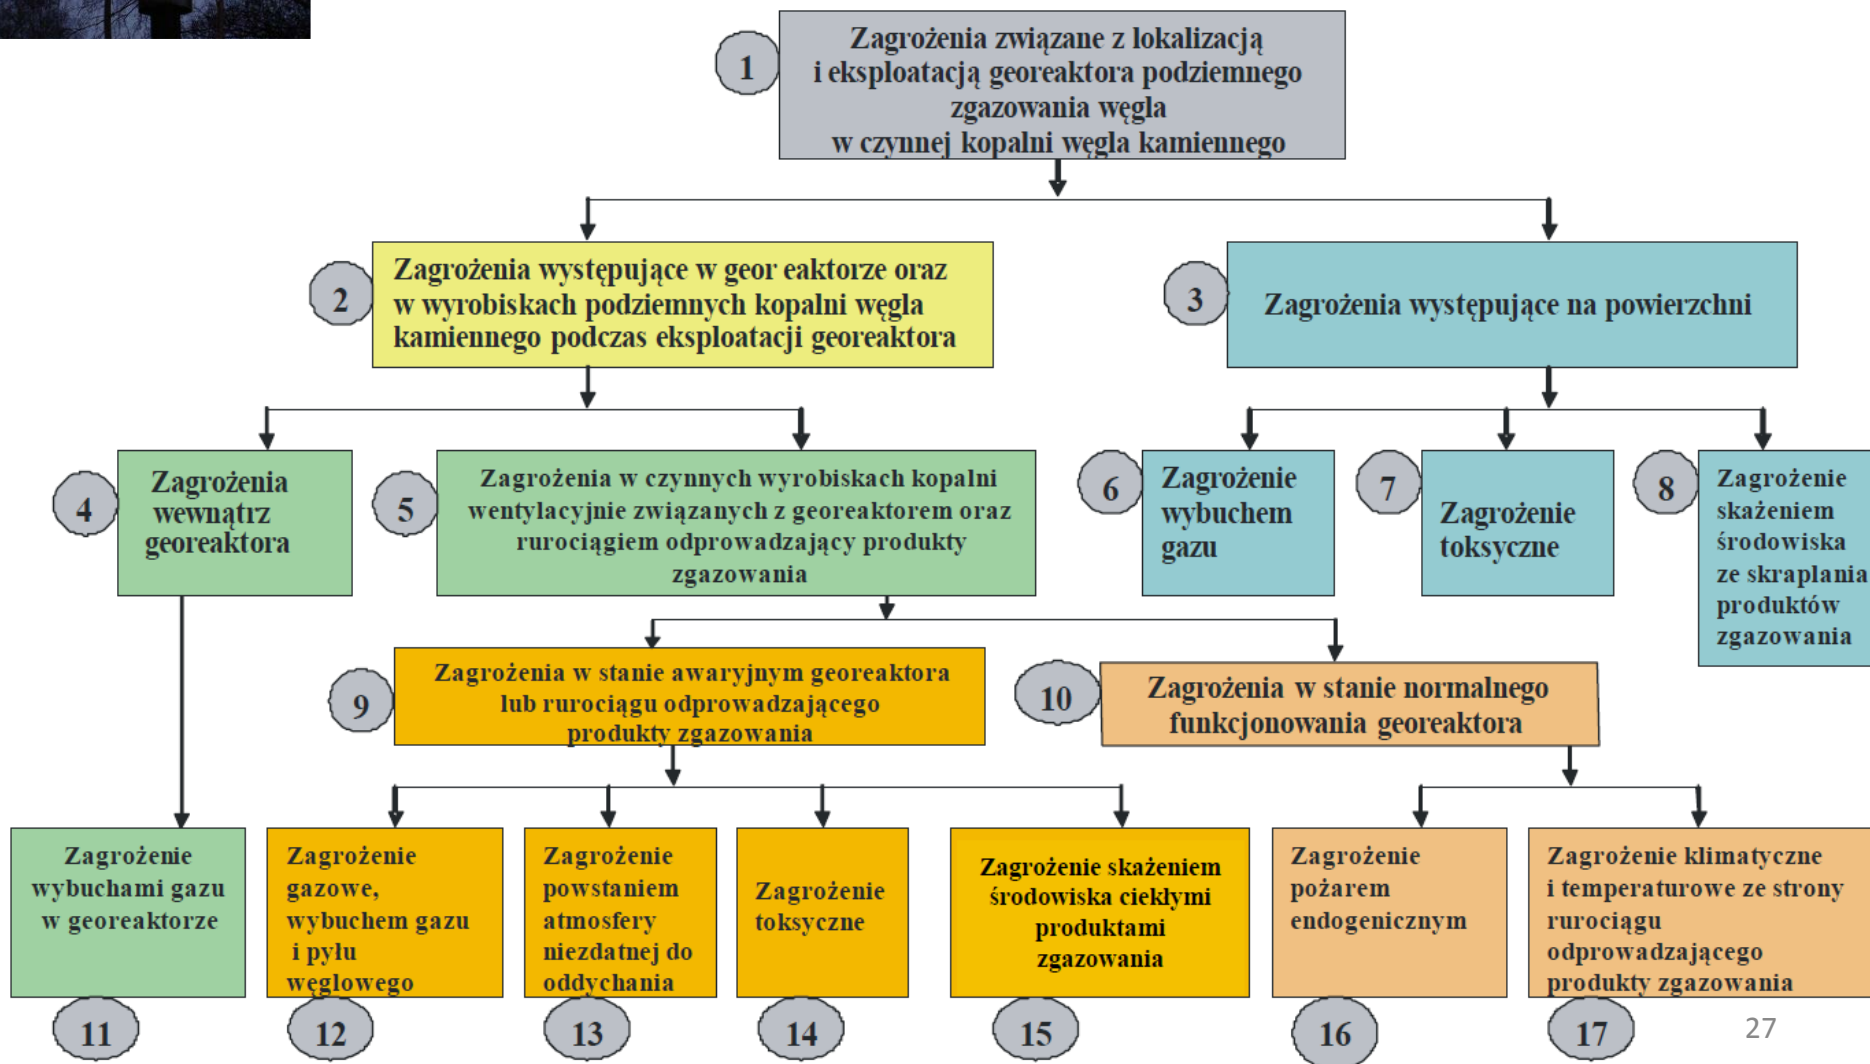 1
Zagrożenia związane z lokalizacją
i eksploatacją georeaktora podziemnego
zgazowania węgla
w czynnej kopalni węgla kamiennego
2
Zagrożenia występujące w geor eaktorze oraz
w wyrobiskach podziemnych kopalni węgla
kamiennego podczas eksploatacji georeaktora
3
Zagrożenia występujące na powierzchni
4
Zagrożenia
wewnątrz
georeaktora
5
Zagrożenia w czynnych wyrobiskach kopalni
wentylacyjnie związanych z georeaktorem oraz
rurociągiem odprowadzający produkty
zgazowania
6
Zagrożenie
wybuchem
gazu
7
Zagrożenie
toksyczne
8
Zagrożenie
skażeniem
środowiska
ze skraplania
produktów
zgazowania
9
Zagrożenia w stanie awaryjnym georeaktora
lub rurociągu odprowadzającego
produkty zgazowania
10
Zagrożenia w stanie normalnego
funkcjonowania georeaktora
Zagrożenie
wybuchami gazu
w georeaktorze
11
Zagrożenie
gazowe,
wybuchem gazu
i pyłu
węglowego
12
Zagrożenie
powstaniem
atmosfery
niezdatnej do
oddychania
13
Zagrożenie
toksyczne
14
Zagrożenie skażeniem
środowiska ciekłymi
produktami
zgazowania
15
Zagrożenie
pożarem
endogenicznym
16
Zagrożenie klimatyczne
i temperaturowe ze strony
rurociągu
odprowadzającego
produkty zgazowania
17
27